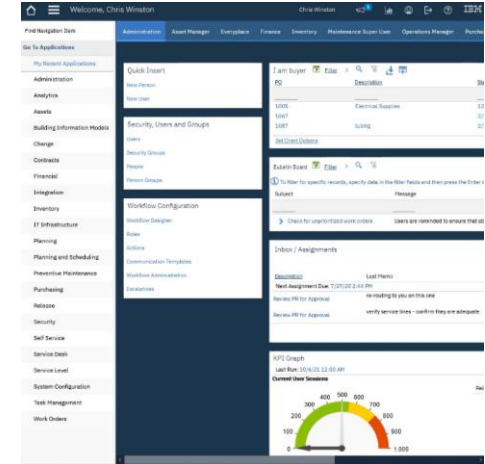 Welcome, Chris Winston
Chris Winston
IBM
Find Navigation Item
Administration Asset Manager Everyplace Finance Inventory Maintenance Super User Operations Manager Purcha
Go To Applications
My Recent Applications
Administration
Analytics
Assets
Building Information Models
Change
Contracts
Financial
Integration
Inventory
IT Infrastructure
Planning
Planning and Scheduling
Preventive Maintenance
Purchasing
Release
Security
Self Service
Service Desk
Service Level
System Configuration
Task Management
Work Orders
Quick Insert
New Person
New User
Security, Users and Groups
Users
Security Groups
People
Person Groups
Workflow Configuration
Workflow Designer
Roles
Actions
Communication Templates
Workflow Administration
Escalations
I am buyer Filter
PO Description Sta
1005 Electrical Supplies
1067
1087 tubing
Set Chart Options
Bulletin Board Filter
To filter for specific records, specify data in the filter fields and then press the Enter
Subject Message
Check for unprioritized work orders Users are reminded to ensure that
Inbox / Assignments
Description Last Memo
Next Assignment Due: 7/27/20 2:44 PM
Review PR for Approval re-routing to you on this one
Review PR for Approval verify service lines - confirm they are adequate
KPI Graph
Last Run: 10/6/21 12:00 AM
Current User Sessions
0 100 200 300 400 500 600 700 800 900 1,000